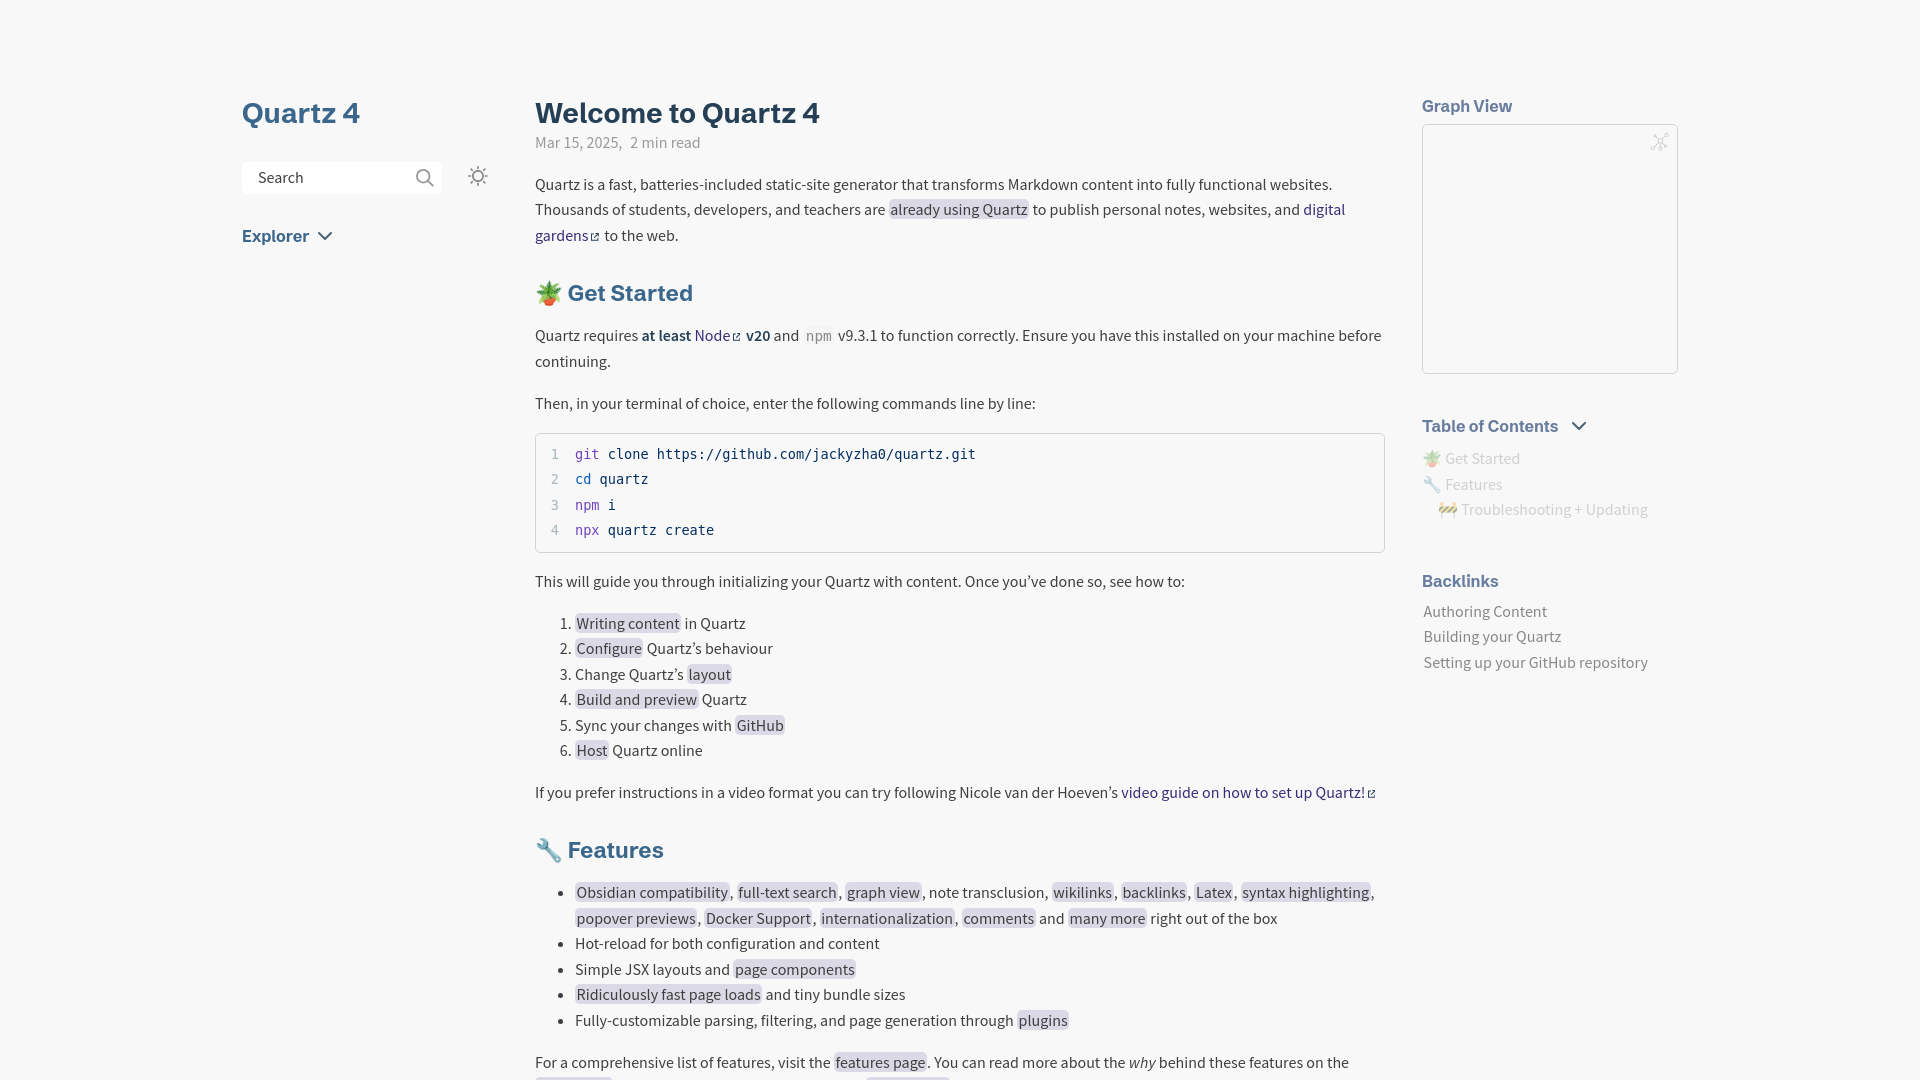 Quartz 4
Search
Explorer
Welcome to Quartz 4
Mar 15, 2025, 2 min read
Quartz is a fast, batteries-included static-site generator that transforms Markdown content into fully functional websites.
Thousands of students, developers, and teachers are already using Quartz to publish personal notes, websites, and digital
gardens to the web.
🪴 Get Started
Quartz requires at least Node v20 and npm v9.3.1 to function correctly. Ensure you have this installed on your machine before
continuing.
Then, in your terminal of choice, enter the following commands line by line:
1 git clone https://github.com/jackyzha0/quartz.git
2 cd quartz
3 npm i
4 npx quartz create
This will guide you through initializing your Quartz with content. Once you’ve done so, see how to:
1. Writing content in Quartz
2. Configure Quartz’s behaviour
3. Change Quartz’s layout
4. Build and preview Quartz
5. Sync your changes with GitHub
6. Host Quartz online
If you prefer instructions in a video format you can try following Nicole van der Hoeven’s video guide on how to set up Quartz!
🔧 Features
• Obsidian compatibility, full-text search, graph view, note transclusion, wikilinks, backlinks, Latex, syntax highlighting,
popover previews, Docker Support, internationalization, comments and many more right out of the box
• Hot-reload for both configuration and content
• Simple JSX layouts and page components
• Ridiculously fast page loads and tiny bundle sizes
• Fully-customizable parsing, filtering, and page generation through plugins
For a comprehensive list of features, visit the features page. You can read more about the why behind these features on the
Graph View
Table of Contents
🪴 Get Started
🔧 Features
🚧 Troubleshooting + Updating
Backlinks
Authoring Content
Building your Quartz
Setting up your GitHub repository